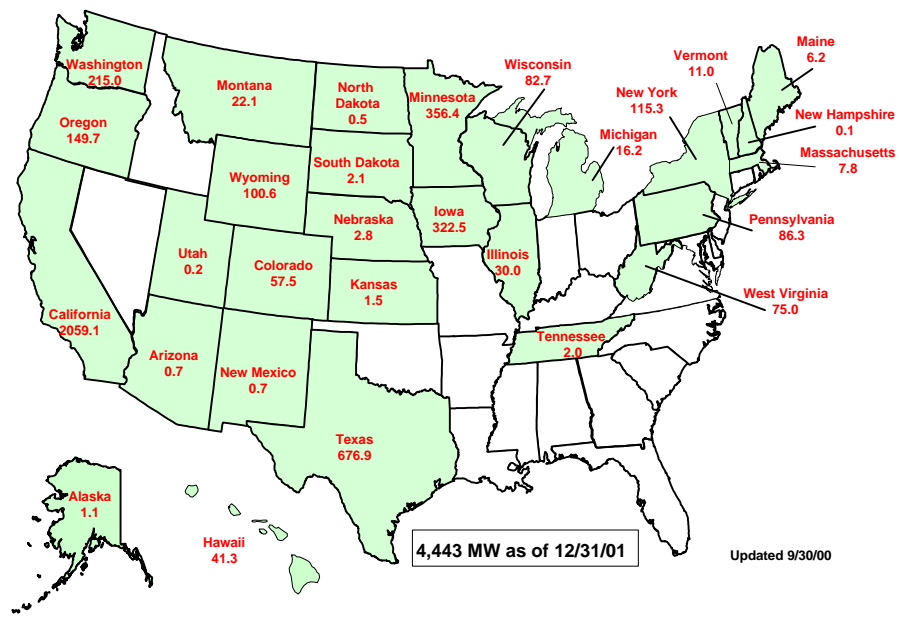 Washington
215.0
Oregon
149.7
California
2059.1
Montana
22.1
Wyoming
100.6
Utah
0.2
Colorado
57.5
Arizona
0.7
New Mexico
0.7
North
Dakota
0.5
South Dakota
2.1
Nebraska
2.8
Kansas
1.5
Texas
676.9
Minnesota
356.4
Iowa
322.5
Wisconsin
82.7
Illinois
30.0
Michigan
16.2
Tennessee
2.0
New York
115.3
Vermont
11.0
Maine
6.2
New Hampshire
0.1
Massachusetts
7.8
Pennsylvania
86.3
West Virginia
75.0
Alaska
1.1
Hawaii
41.3
4,443 MW as of 12/31/01
Updated 9/30/00